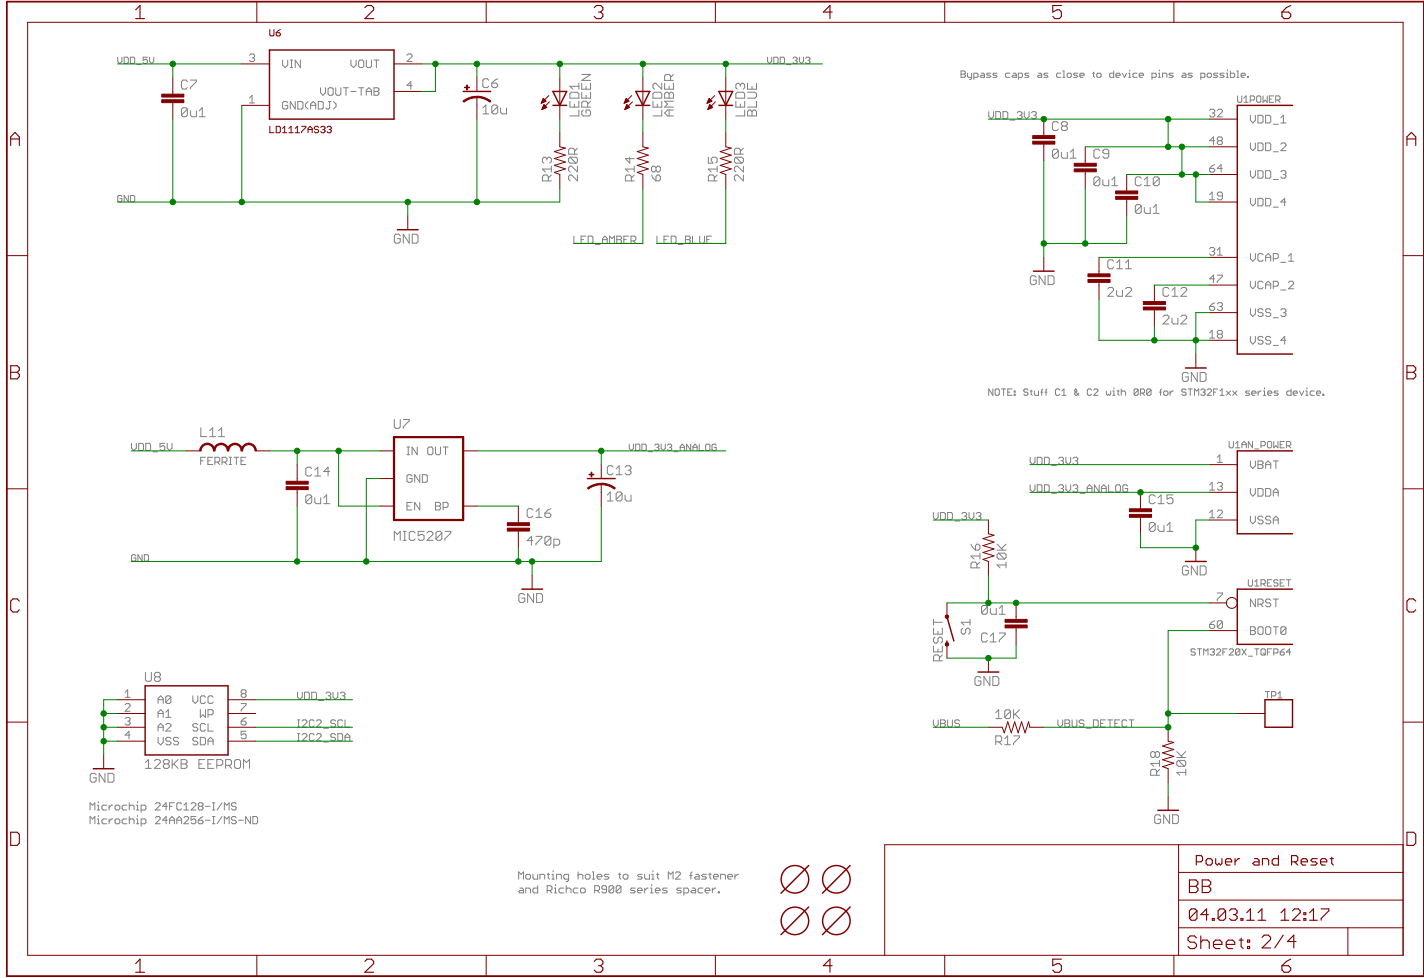 1 2 3 4 5 6
A
B
C
D
U6
VDD_5V
3 VIN VOUT 2
VOUT-TAB 4
1 GND(ADJ)
LD1117AS33
C7
0u1
GND
GND
C6
10u
VDD_3V3
LED1
GREEN
LED2
AMBER
LED3
BLUE
R13
220R
R14
68
R15
220R
LED_AMBER
LED_BLUE
Bypass caps as close to device pins as possible.
U1POWER
VDD_3V3
C8
0u1
C9
0u1
C10
0u1
GND
32 VDD_1
48 VDD_2
64 VDD_3
19 VDD_4
31 VCAP_1
47 VCAP_2
63 VSS_3
18 VSS_4
C11
2u2
C12
2u2
GND
NOTE: Stuff C1 & C2 with 0R0 for STM32F1xx series device.
VDD_5V
L11
FERRITE
C14
0u1
U7
IN OUT
GND
EN BP
MIC5207
C16
470p
C13
10u
VDD_3V3_ANALOG
GND
GND
U1AN_POWER
VDD_3V3
1 VBAT
VDD_3V3_ANALOG
13 VDDA
12 VSSA
C15
0u1
GND
VDD_3V3
R16
10K
U1RESET
7 NRST
60 BOOT0
STM32F20X_TQFP64
0u1
C17
RESET
S1
GND
TP1
VBUS
10K
R17
VBUS_DETECT
R18
10K
GND
U8
1 A0 VCC 8 VDD_3V3
2 A1 WP 7
3 A2 SCL 6 I2C2_SCL
4 VSS SDA 5 I2C2_SDA
128KB EEPROM
GND
Microchip 24FC128-I/MS
Microchip 24AA256-I/MS-ND
Mounting holes to suit M2 fastener
and Richco R900 series spacer.
Power and Reset
BB
04.03.11 12:17
Sheet: 2/4
A
B
C
D
1 2 3 4 5 6